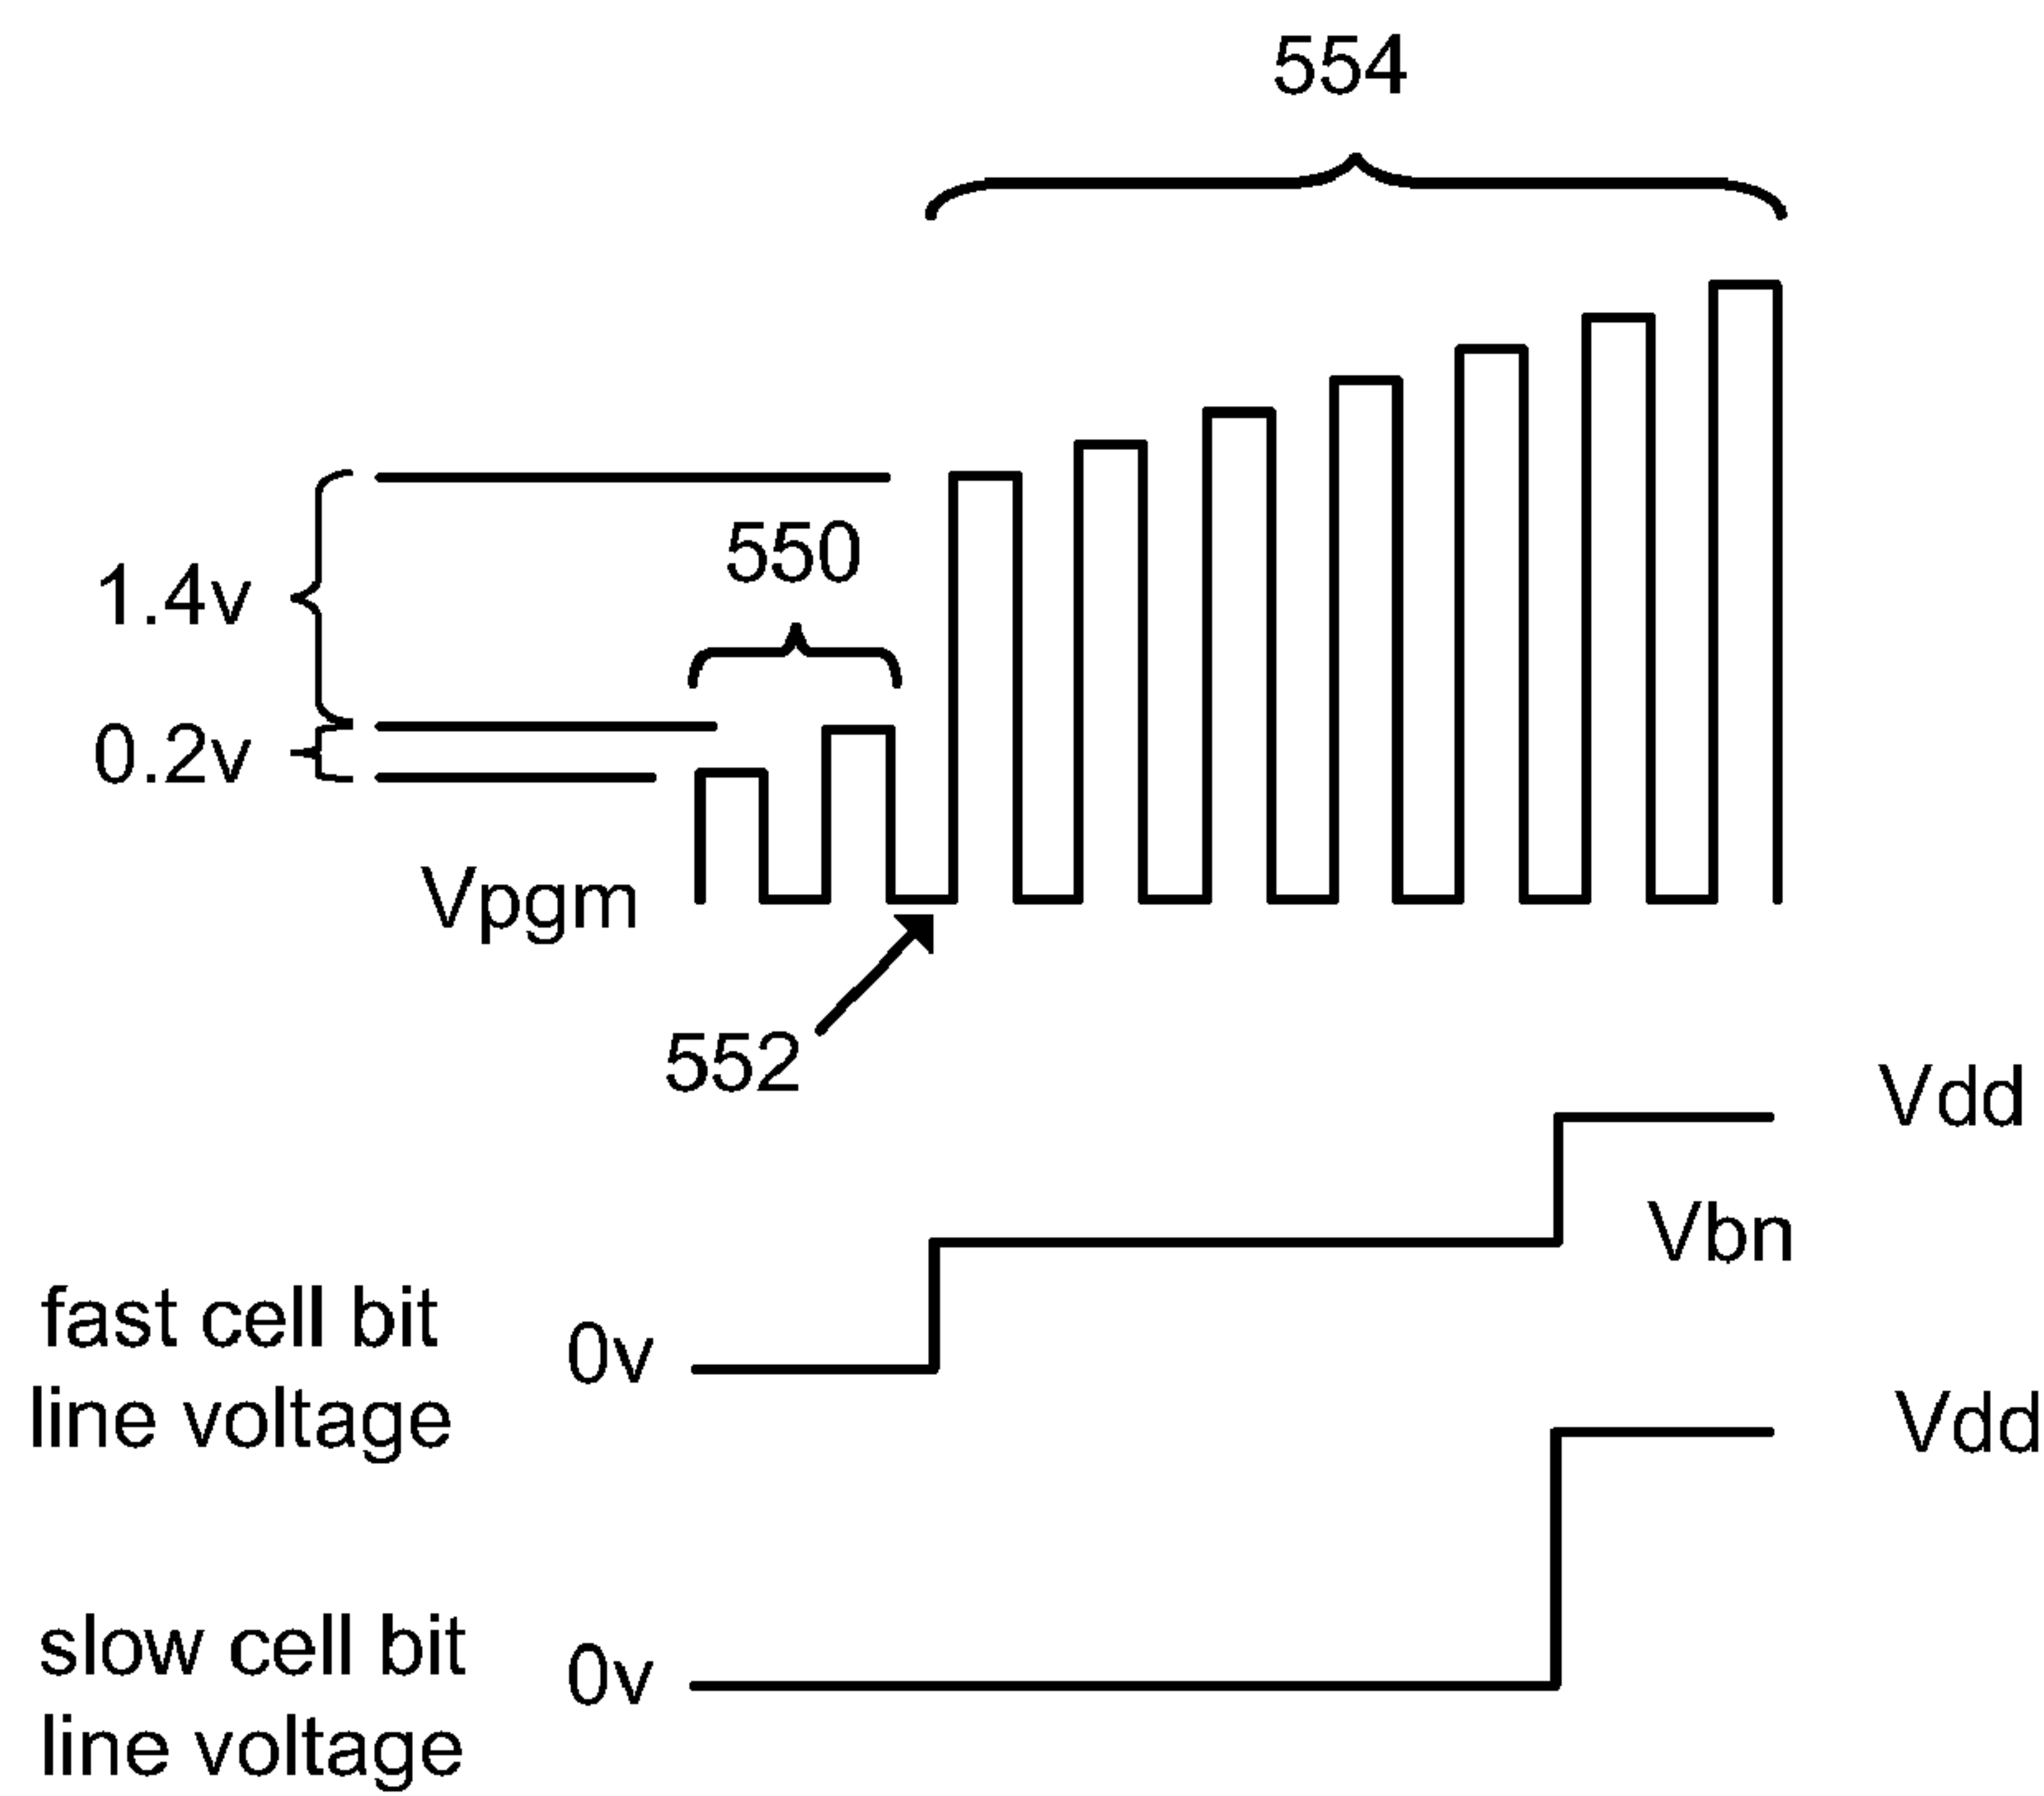 554
550
1.4v
0.2v
Vpgm
552
Vdd
Vbn
fast cell bit
line voltage
0v
Vdd
slow cell bit
line voltage
0v